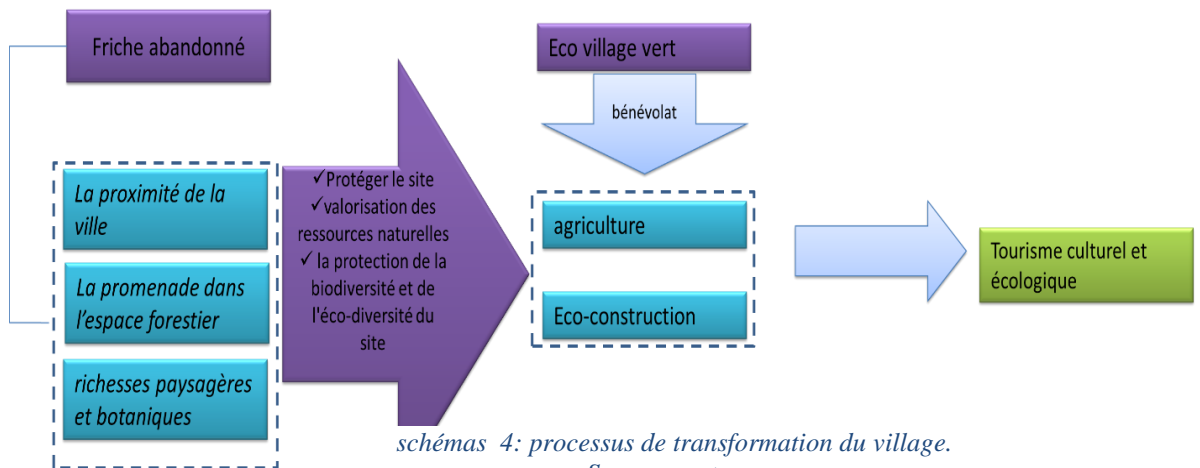 Friche abandonné
La proximité de la
ville
La promenade dans
l'espace forestier
richesses paysagères
et botaniques
✓Protéger le site
✓valorisation des
ressources naturelles
✓ la protection de la
biodiversité et de
l'éco-diversité du
site
Eco village vert
bénévolat
agriculture
Eco-construction
Tourisme culturel et
écologique
schémas 4: processus de transformation du village.